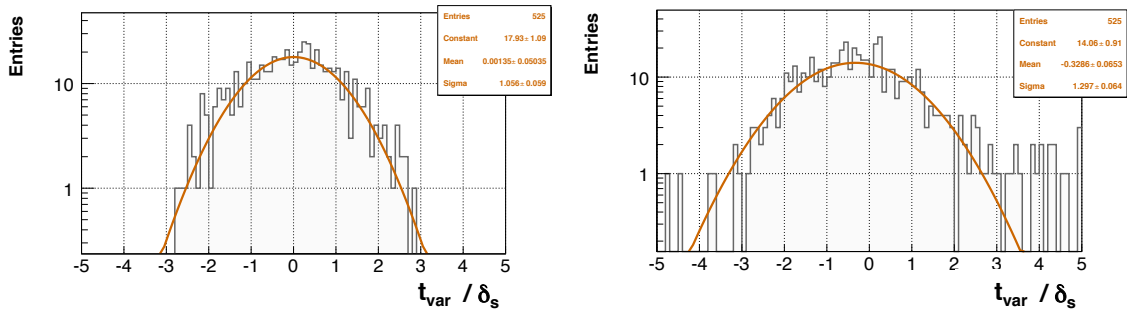 Entries
Entries 525
Constant 17.93± 1.09
Mean 0.00135± 0.05035
Sigma 1.056± 0.059
10
1
-5 -4 -3 -2 -1 0 1 2 3 4 5
t_var / δ_s
Entries
Entries 525
Constant 14.06± 0.91
Mean -0.3286± 0.0653
Sigma 1.297± 0.064
10
1
-5 -4 -3 -2 -1 0 1 2 3 4 5
t_var / δ_s